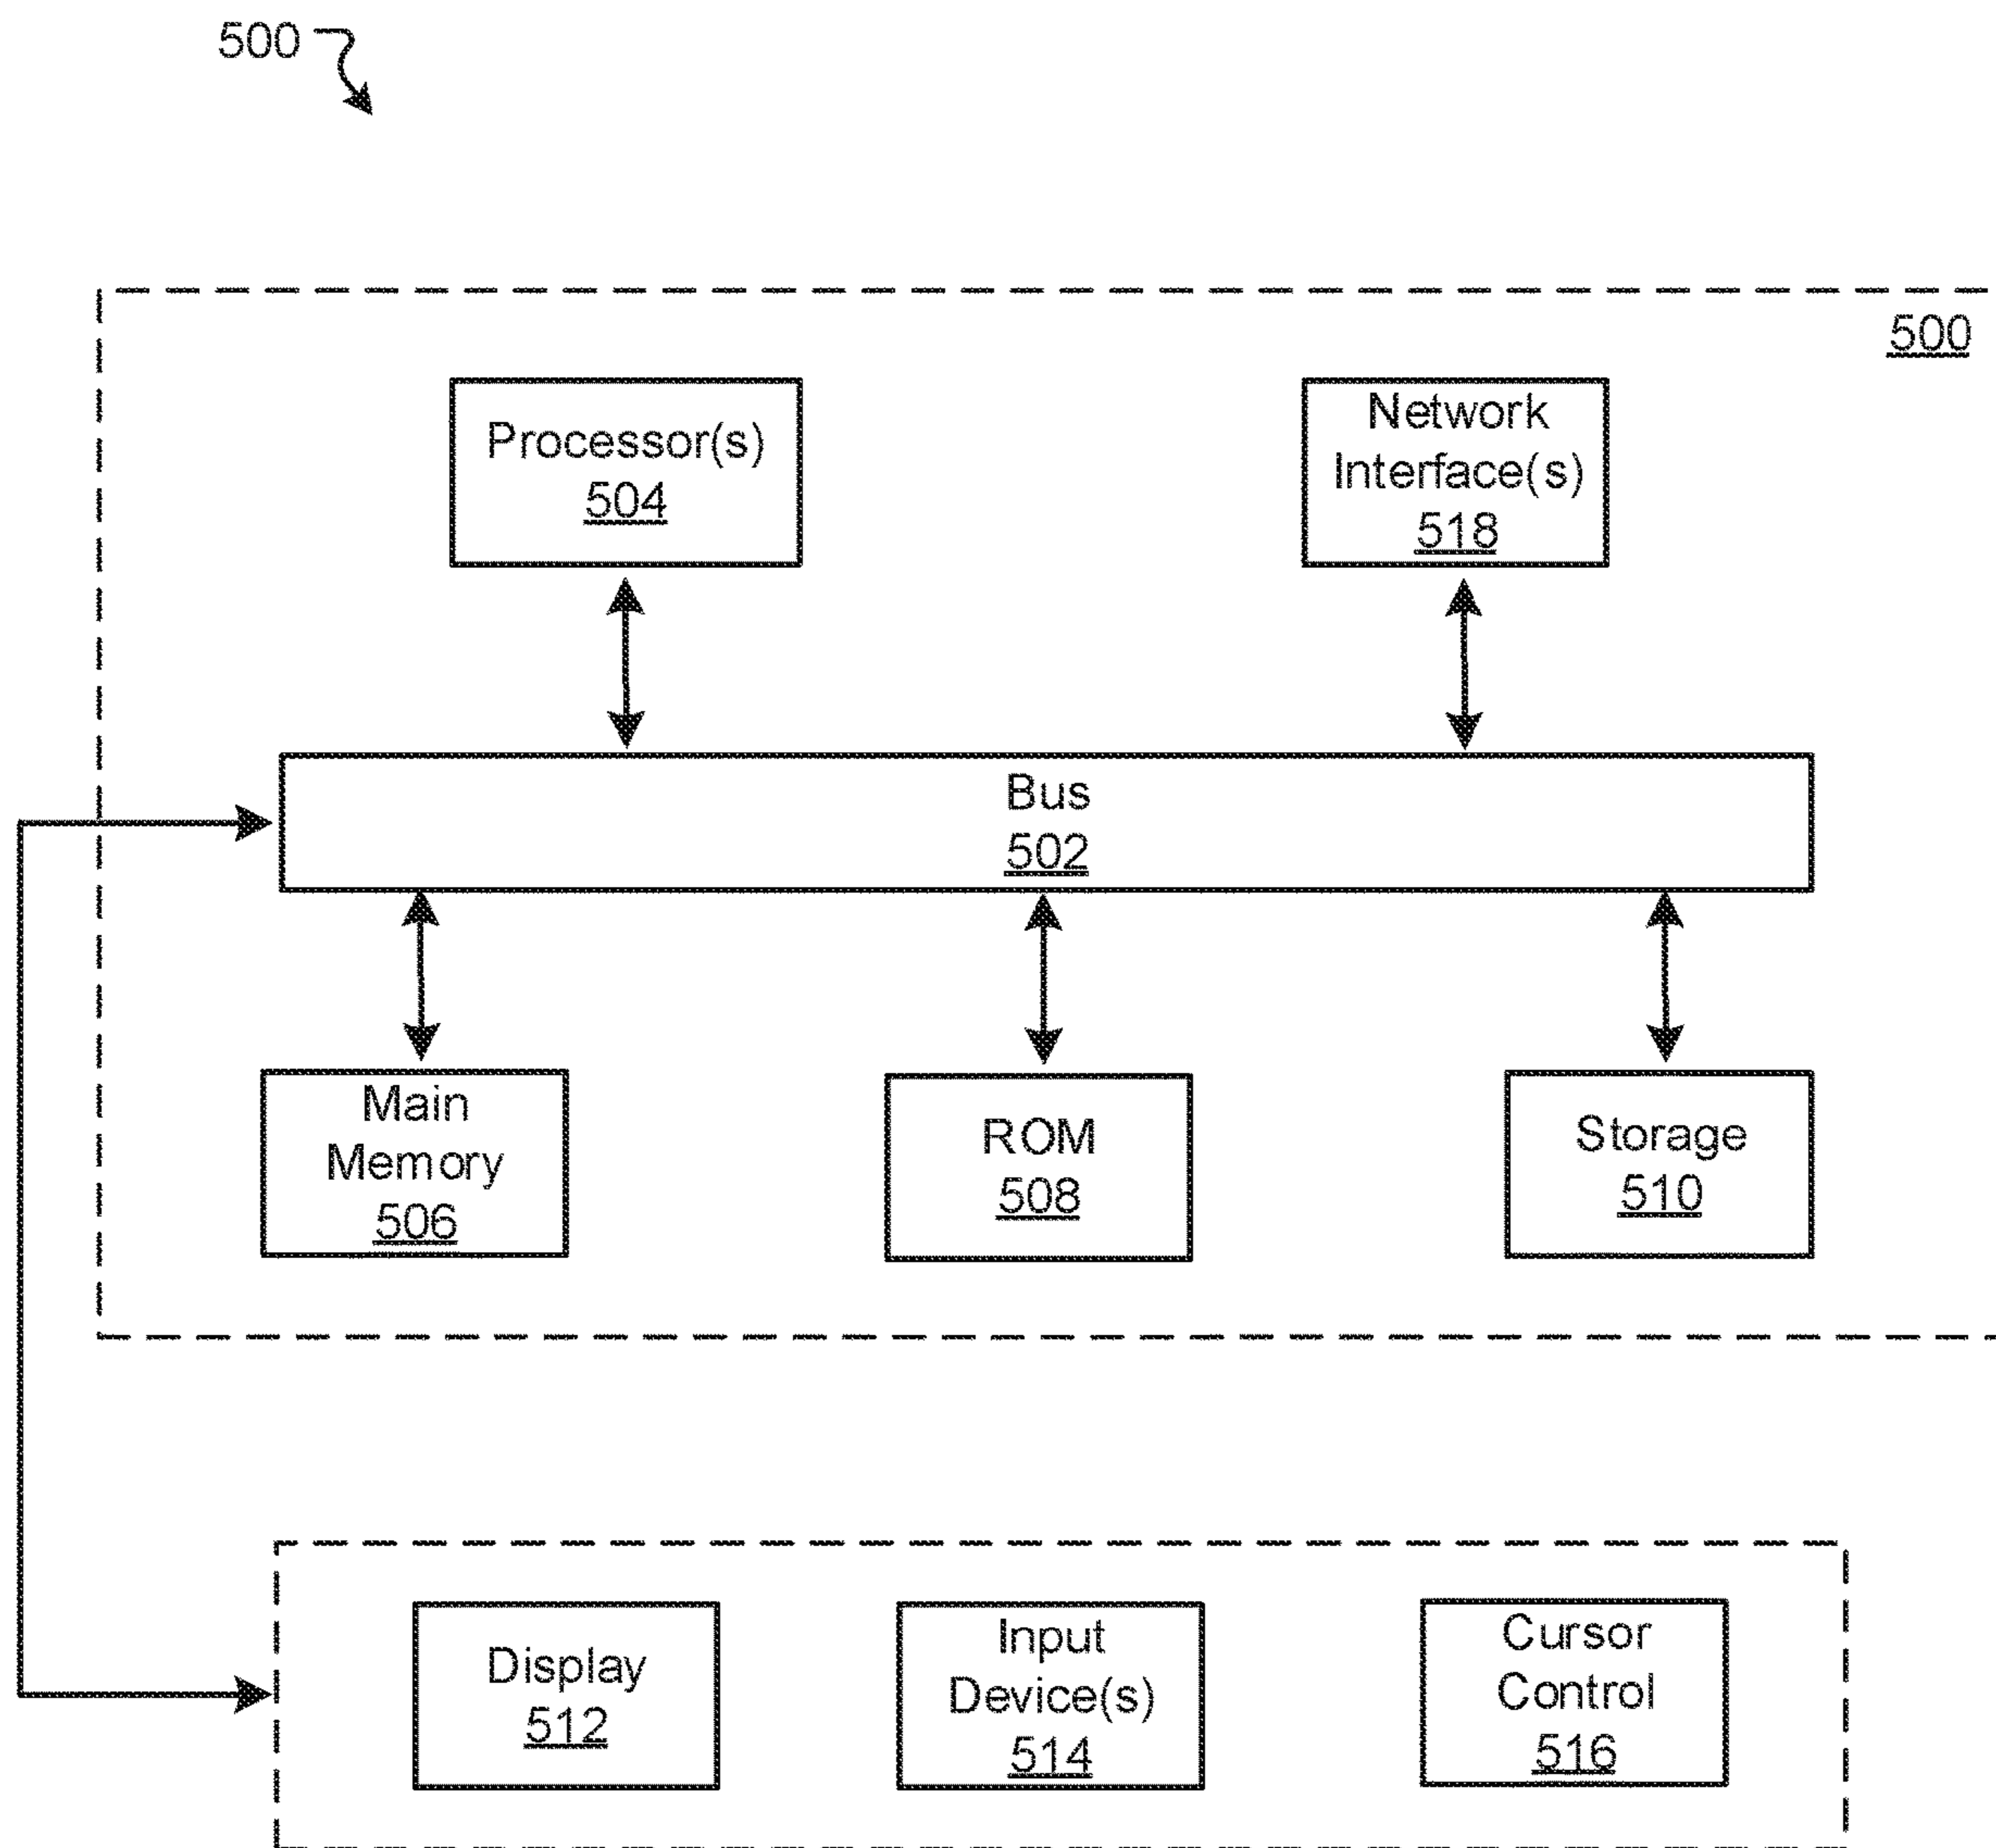 500
500
Processor(s)
504
Network
Interface(s)
518
Bus
502
Main
Memory
506
ROM
508
Storage
510
Display
512
Input
Device(s)
514
Cursor
Control
516